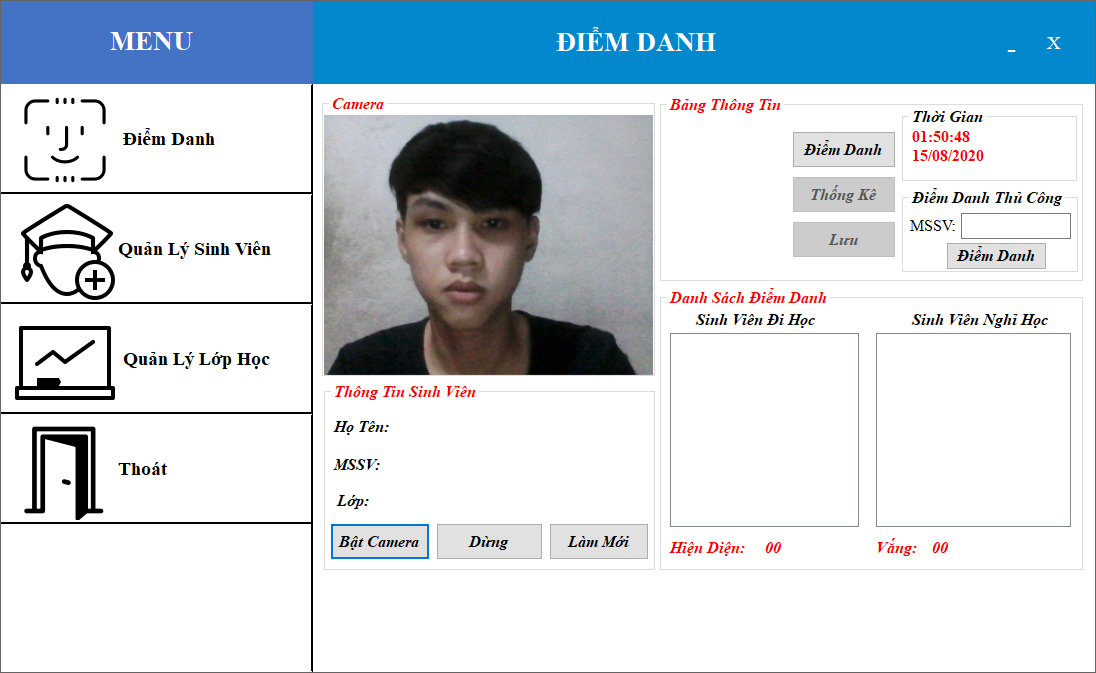 MENU
ĐIỂM DANH
_ X
Điểm Danh
Quản Lý Sinh Viên
Quản Lý Lớp Học
Thoát
Camera
Thông Tin Sinh Viên
Họ Tên:
MSSV:
Lớp:
Bật Camera
Dừng
Làm Mới
Bảng Thông Tin
Điểm Danh
Thống Kê
Lưu
Thời Gian
01:50:48
15/08/2020
Điểm Danh Thủ Công
MSSV:
Điểm Danh
Danh Sách Điểm Danh
Sinh Viên Đi Học
Sinh Viên Nghỉ Học
Hiện Diện: 00
Vắng: 00